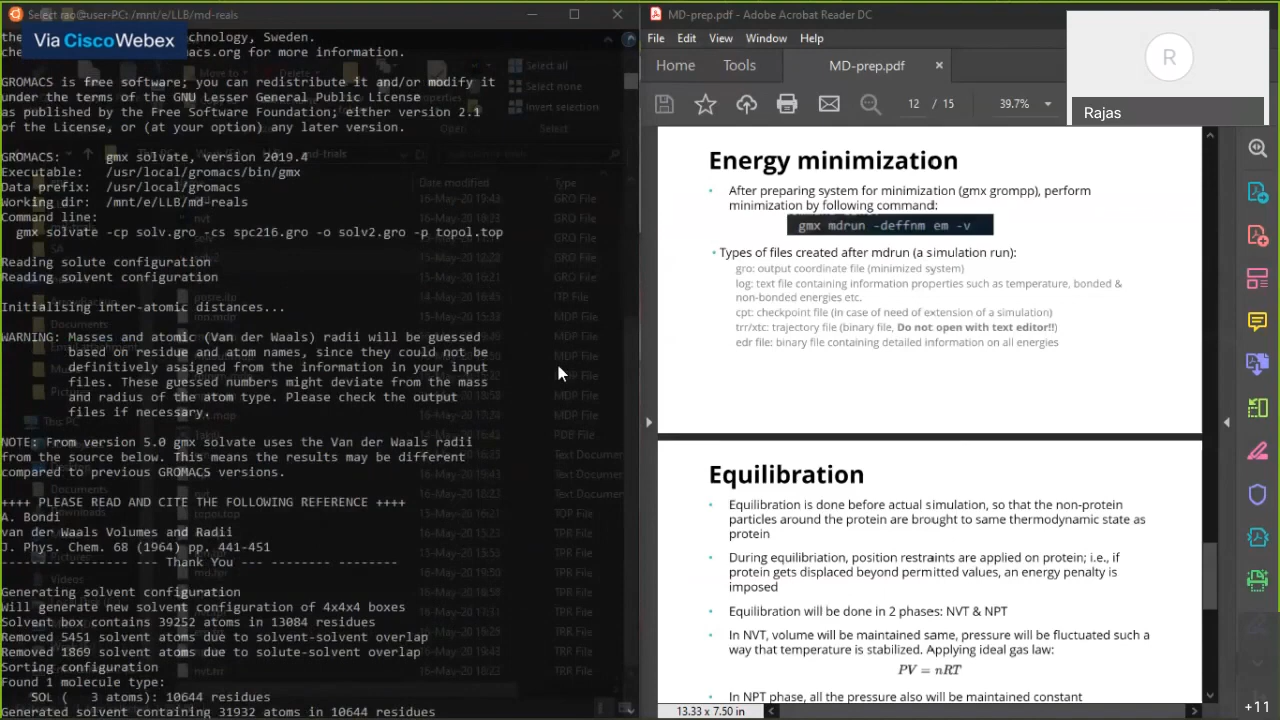 Select rao@user-PC: /mnt/e/LLB/md-reais
Via Cisco Webex
the
hnology, Sweden.
che
macs.org for more information.
GROMACS is free software; you can redistribute it and/or modify it
under the terms of the GNU Lesser General Public License
as published by the Free Software Foundation; either version 2.1
of the License, or (at your option) any later version.
GROMACS:      gmx solvate, version 2019.4
Executable:   /usr/local/gromacs/bin/gmx
Data prefix:  /usr/local/gromacs
Working dir:  /mnt/e/LLB/md-reals
Command line:
gmx solvate -cp box.gro -cs spc216.gro -o solv2.gro -p topol.top
Reading solute configuration
Reading solvent configuration
Initialising inter-atomic distances...
WARNING: Masses and atomic (Van der Waals) radii will be guessed
based on residue and atom names, since they could not be
definitively assigned from the information in your input
files. These guessed numbers might deviate from the mass
and radius of the atom type. Please check the output
files if necessary.
NOTE: From version 5.0 gmx solvate uses the Van der Waals radii
from the source below. This means the results may be different
compared to previous GROMACS versions.
++++ PLEASE READ AND CITE THE FOLLOWING REFERENCE ++++
A. Bondi
van der Waals Volumes and Radii
J. Phys. Chem. 68 (1964) pp. 441-451
-------- -------- --- Thank You --- -------- --------
Generating solvent configuration
Will generate new solvent configuration of 4x4x4 boxes
Solvent box contains 39252 atoms in 13084 residues
Removed 5451 solvent atoms due to solvent-solvent overlap
Removed 1869 solvent atoms due to solute-solvent overlap
Sorting configuration
Found 1 molecule type:
SOL (   3 atoms): 10644 residues
Generated solvent containing 31932 atoms in 10644 residues
MD-prep.pdf - Adobe Acrobat Reader DC
File Edit View Window Help
Home Tools MD-prep.pdf ×
12 / 15 39.7%
R
Rajas
Energy minimization
• After preparing system for minimization (gmx grompp), perform
minimization by following command:
gmx mdrun -deffnm em -v
• Types of files created after mdrun (a simulation run):
gro: output coordinate file (minimized system)
log: text file containing information properties such as temperature, bonded &
non-bonded energies etc.
cpt: checkpoint file (in case of need of extension of a simulation)
trr/xtc: trajectory file (binary file, Do not open with text editor!!)
edr file: binary file containing detailed information on all energies
Equilibration
• Equilibration is done before actual simulation, so that the non-protein
particles around the protein are brought to same thermodynamic state as
protein
• During equilibriation, position restraints are applied on protein; i.e., if
protein gets displaced beyond permitted values, an energy penalty is
imposed
• Equilibration will be done in 2 phases: NVT & NPT
• In NVT, volume will be maintained same, pressure will be fluctuated such a
way that temperature is stabilized. Applying ideal gas law:
PV = nRT
• In NPT phase, all the pressure also will be maintained constant
13.33 x 7.50 in
+11